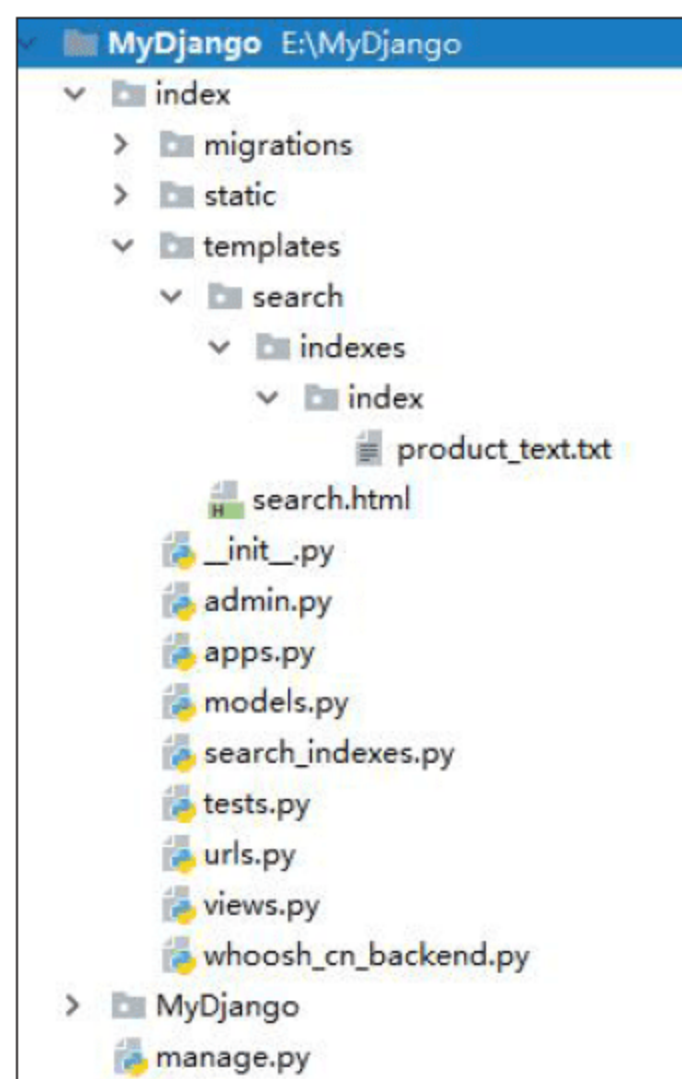 MyDjango E:\MyDjango
index
migrations
static
templates
search
indexes
index
product_text.txt
search.html
__init__.py
admin.py
apps.py
models.py
search_indexes.py
tests.py
urls.py
views.py
whoosh_cn_backend.py
MyDjango
manage.py